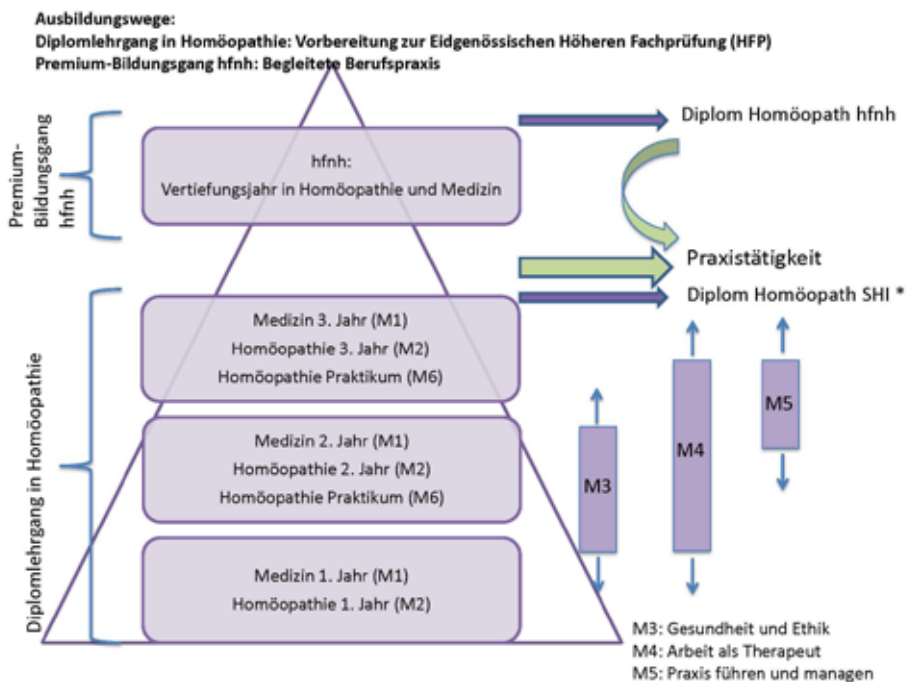 Ausbildungswege:
Diplomlehrgang in Homöopathie: Vorbereitung zur Eidgenössischen Höheren Fachprüfung (HFP)
Premium-Bildungsgang hfnh: Begleitete Berufspraxis
Premium-
Bildungsgang
hfnh
hfnh:
Vertiefungsjahr in Homöopathie und Medizin
Diplom Homöopath hfnh
Praxistätigkeit
Diplom Homöopath SHI *
Diplomlehrgang in Homöopathie
Medizin 3. Jahr (M1)
Homöopathie 3. Jahr (M2)
Homöopathie Praktikum (M6)
Medizin 2. Jahr (M1)
Homöopathie 2. Jahr (M2)
Homöopathie Praktikum (M6)
Medizin 1. Jahr (M1)
Homöopathie 1. Jahr (M2)
M3
M4
M5
M3: Gesundheit und Ethik
M4: Arbeit als Therapeut
M5: Praxis führen und managen